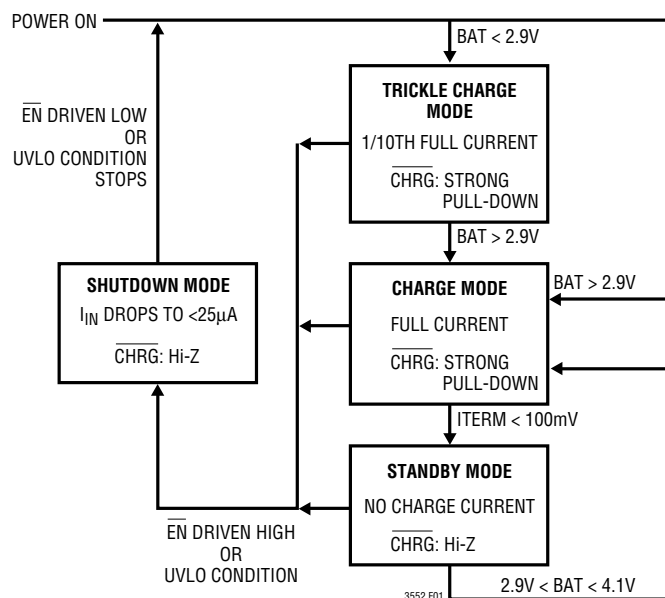 POWER ON
BAT < 2.9V
TRICKLE CHARGE
MODE
1/10TH FULL CURRENT
CHRG: STRONG
PULL-DOWN
EN DRIVEN LOW
OR
UVLO CONDITION
STOPS
BAT > 2.9V
SHUTDOWN MODE
IIN DROPS TO <25µA
CHRG: Hi-Z
CHARGE MODE
FULL CURRENT
CHRG: STRONG
PULL-DOWN
BAT > 2.9V
ITERM < 100mV
STANDBY MODE
NO CHARGE CURRENT
CHRG: Hi-Z
EN DRIVEN HIGH
OR
UVLO CONDITION
3552 F01
2.9V < BAT < 4.1V